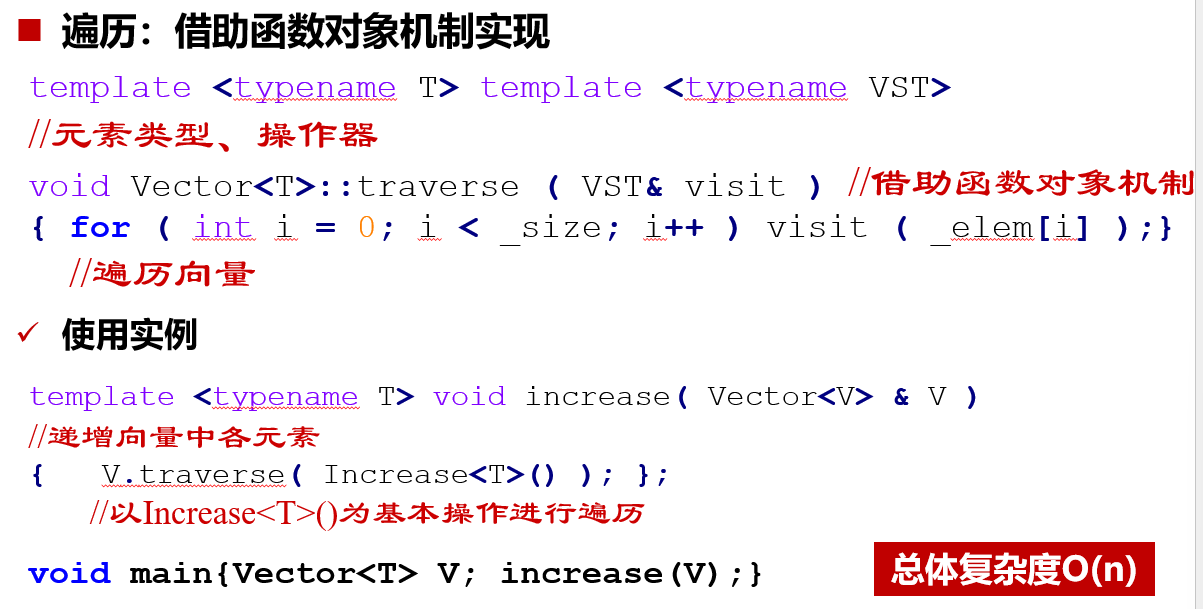 遍历：借助函数对象机制实现
template <typename T> template <typename VST>
//元素类型、操作器
void Vector<T>::traverse ( VST& visit ) //借助函数对象机制
{ for ( int i = 0; i < _size; i++ ) visit ( _elem[i] );}
//遍历向量
使用实例
template <typename T> void increase( Vector<V> & V )
//递增向量中各元素
{ V.traverse( Increase<T>() ); };
//以Increase<T>()为基本操作进行遍历
void main{Vector<T> V; increase(V);}
总体复杂度O(n)